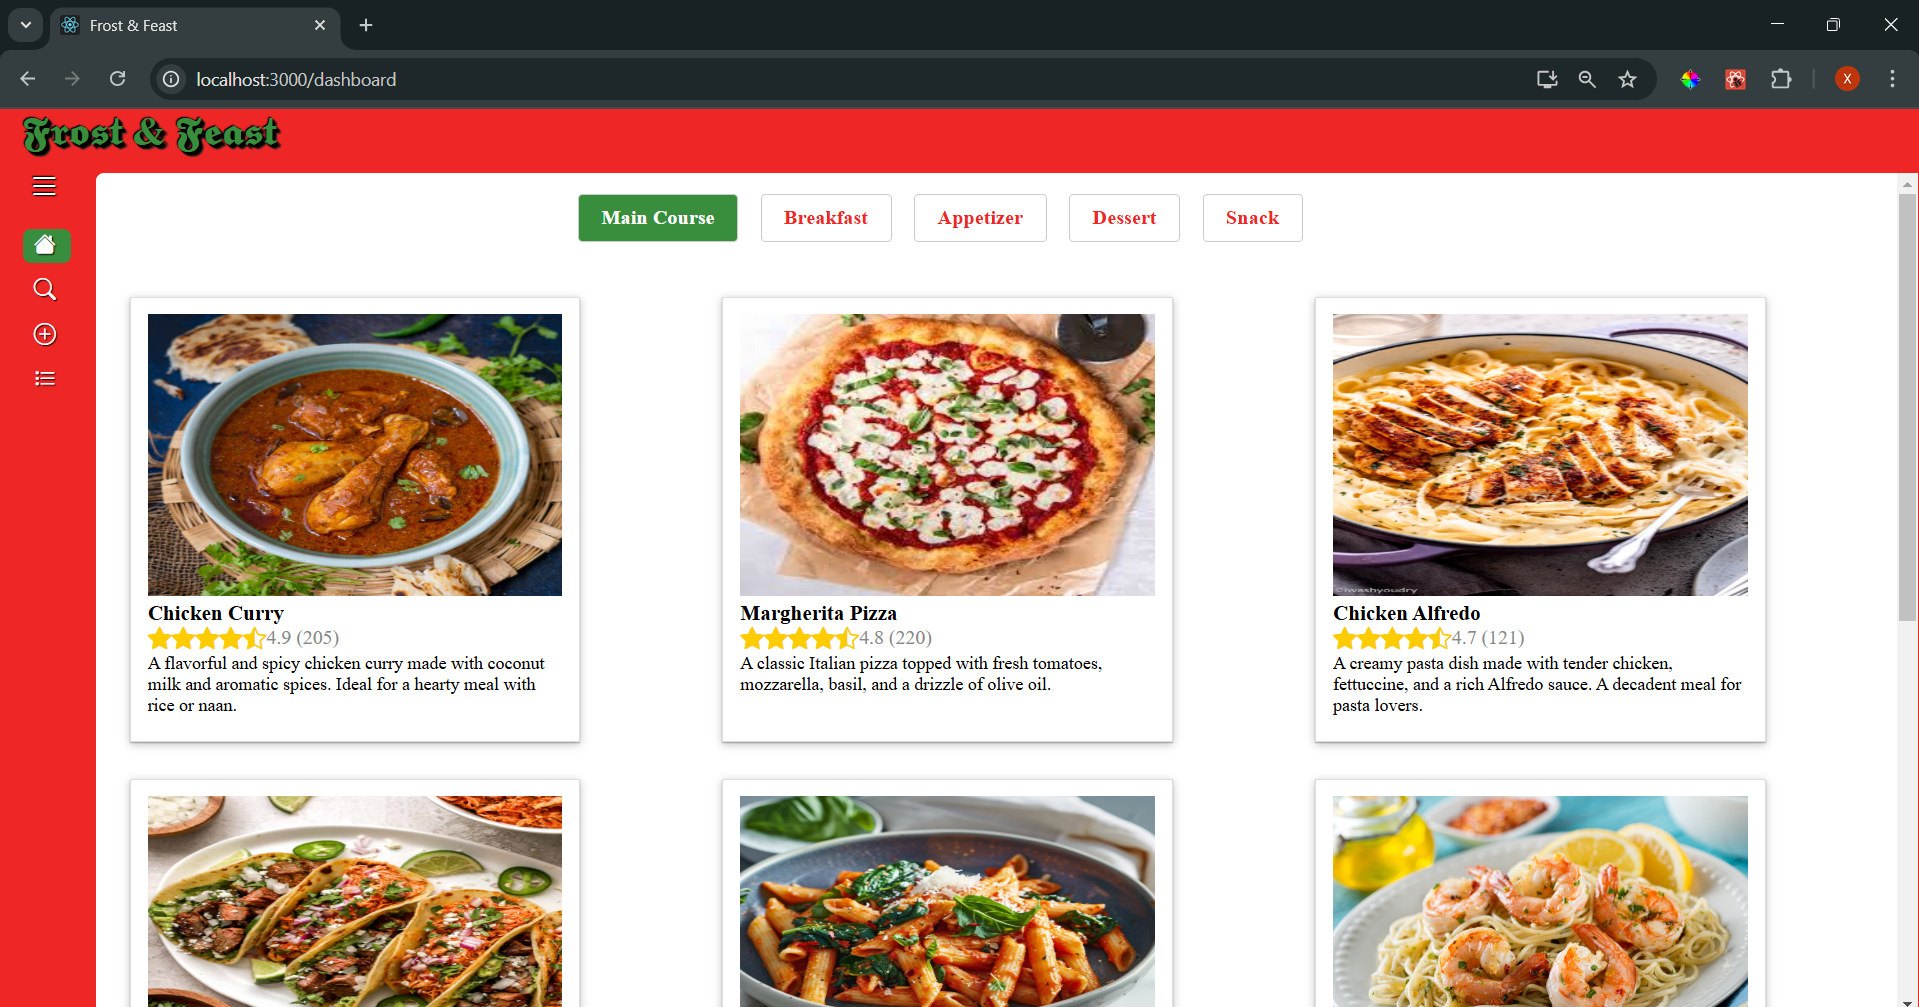 Frost & Feast
localhost:3000/dashboard
X
Frost & Feast
Main Course
Breakfast
Appetizer
Dessert
Snack
Chicken Curry
4.9 (205)
A flavorful and spicy chicken curry made with coconut
milk and aromatic spices. Ideal for a hearty meal with
rice or naan.
Margherita Pizza
4.8 (220)
A classic Italian pizza topped with fresh tomatoes,
mozzarella, basil, and a drizzle of olive oil.
Chicken Alfredo
4.7 (121)
A creamy pasta dish made with tender chicken,
fettuccine, and a rich Alfredo sauce. A decadent meal for
pasta lovers.